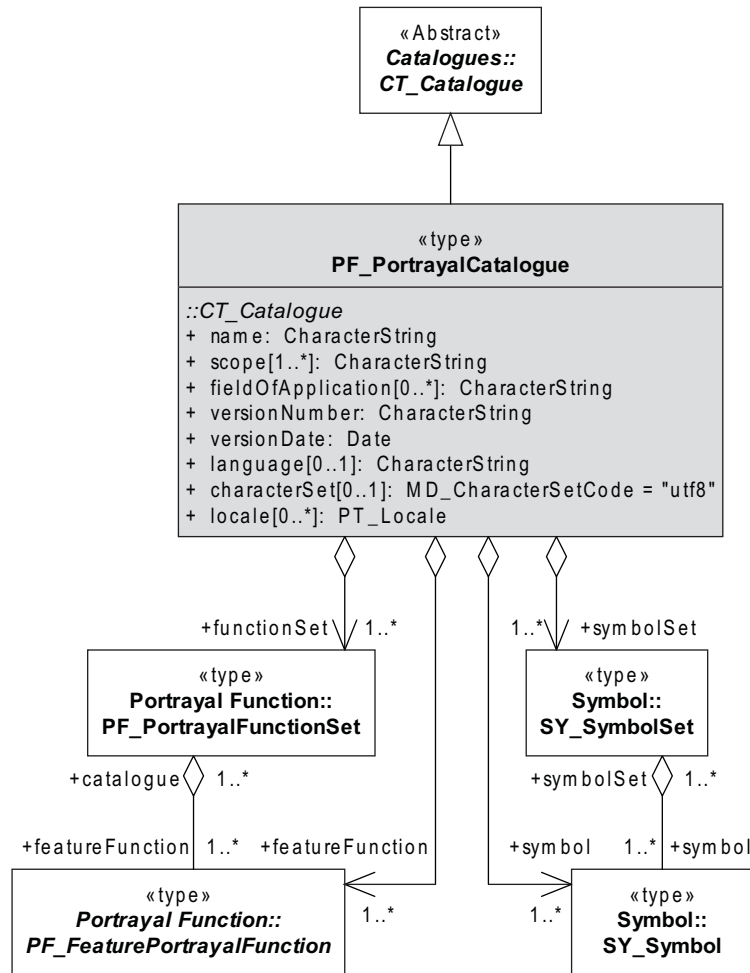 «Abstract»
Catalogues::
CT_Catalogue
«type»
PF_PortrayalCatalogue
::CT_Catalogue
+ name: CharacterString
+ scope[1..*]: CharacterString
+ fieldOfApplication[0..*]: CharacterString
+ versionNumber: CharacterString
+ versionDate: Date
+ language[0..1]: CharacterString
+ characterSet[0..1]: MD_CharacterSetCode = "utf8"
+ locale[0..*]: PT_Locale
+functionSet 1..* 1..* +symbolSet
«type»
Portrayal Function::
PF_PortrayalFunctionSet
«type»
Symbol::
SY_SymbolSet
+catalogue 1..* +symbolSet 1..*
+featureFunction 1..* +featureFunction +symbol 1..* +symbol
1..* 1..*
«type»
Portrayal Function::
PF_FeaturePortrayalFunction
«type»
Symbol::
SY_Symbol